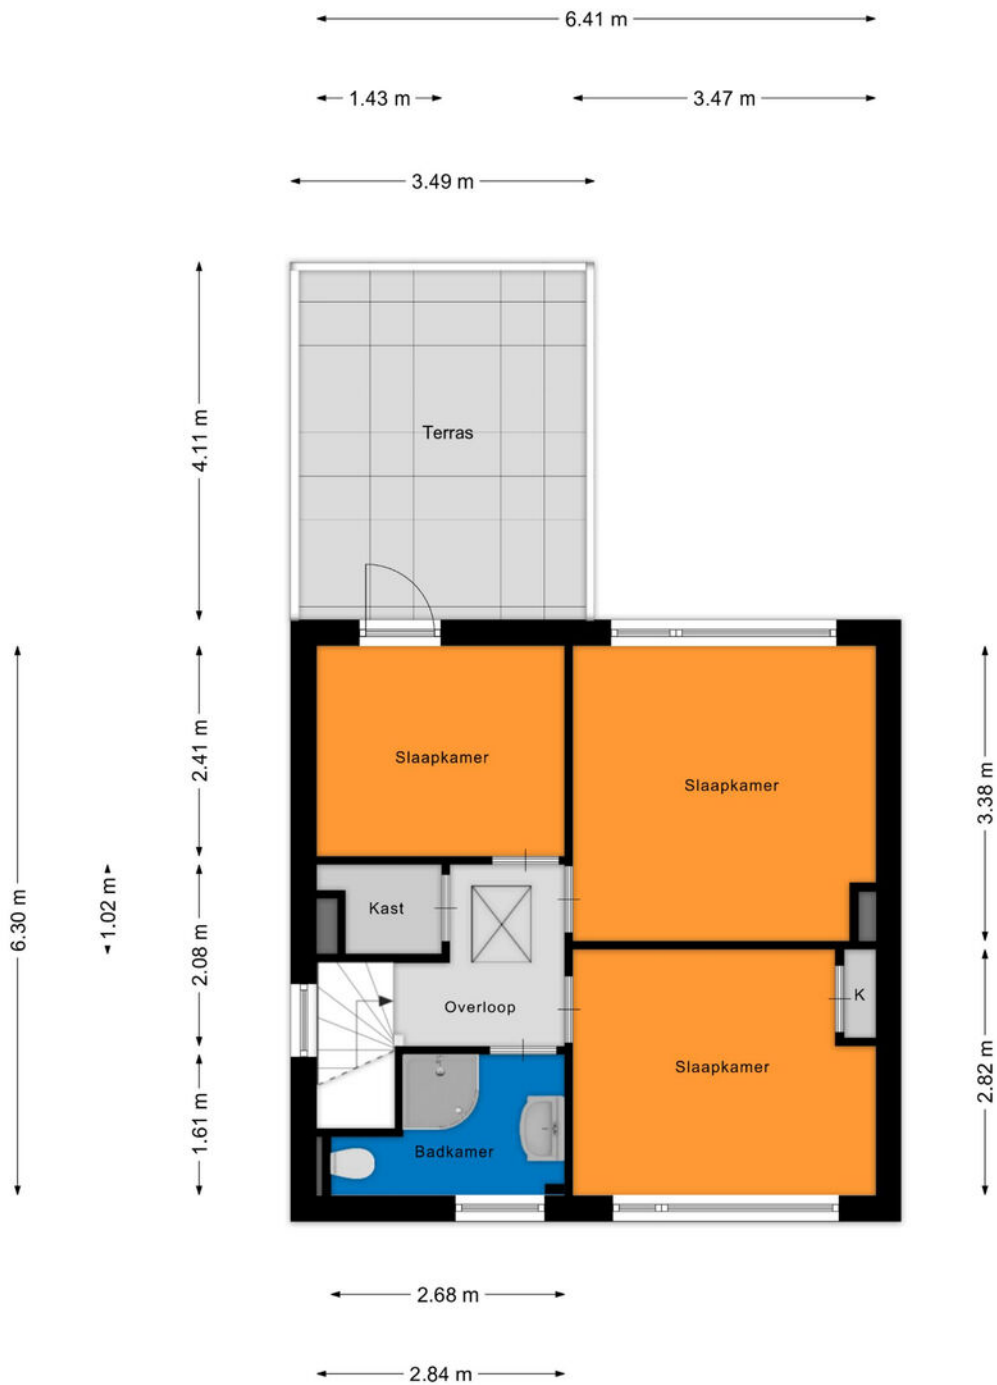 6.41 m
1.43 m
3.47 m
3.49 m
4.11 m
Terras
2.41 m
Slaapkamer
Slaapkamer
3.38 m
6.30 m
1.02 m
Kast
2.08 m
Overloop
K
Slaapkamer
2.82 m
1.61 m
Badkamer
2.68 m
2.84 m